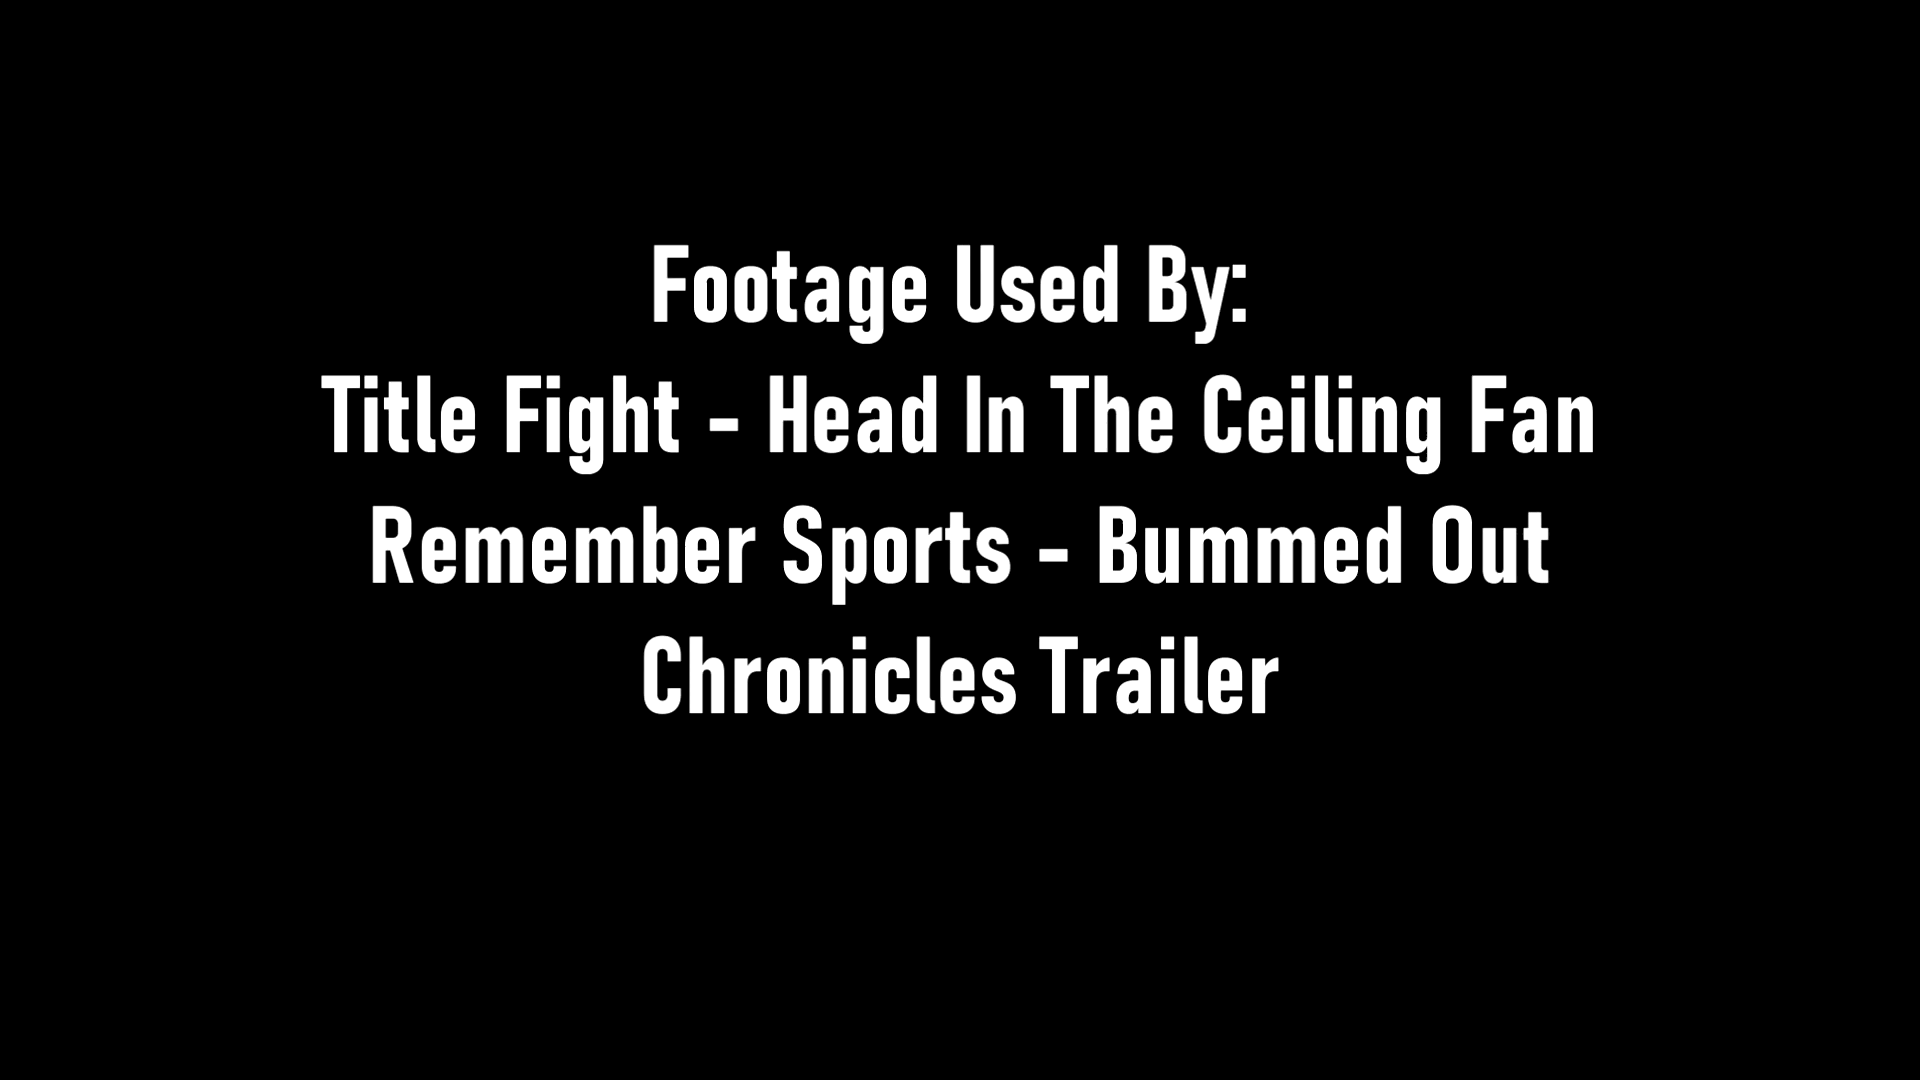 Footage Used By:
Title Fight - Head In The Ceiling Fan
Remember Sports - Bummed Out
Chronicles Trailer